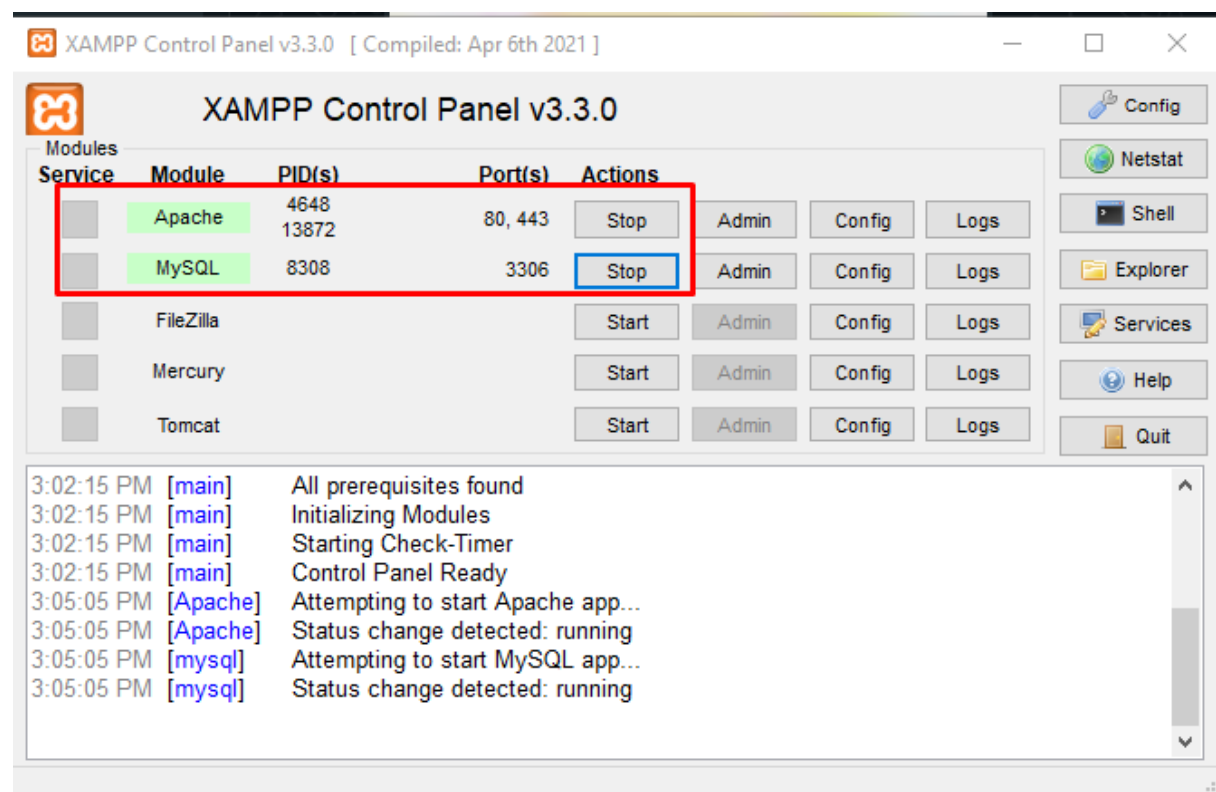 XAMPP Control Panel v3.3.0 [ Compiled: Apr 6th 2021 ]
XAMPP Control Panel v3.3.0
Config
Netstat
Shell
Explorer
Services
Help
Quit
Modules
Service Module PID(s) Port(s) Actions
Apache 4648 13872 80, 443 Stop Admin Config Logs
MySQL 8308 3306 Stop Admin Config Logs
FileZilla Start Admin Config Logs
Mercury Start Admin Config Logs
Tomcat Start Admin Config Logs
3:02:15 PM [main] All prerequisites found
3:02:15 PM [main] Initializing Modules
3:02:15 PM [main] Starting Check-Timer
3:02:15 PM [main] Control Panel Ready
3:05:05 PM [Apache] Attempting to start Apache app...
3:05:05 PM [Apache] Status change detected: running
3:05:05 PM [mysql] Attempting to start MySQL app...
3:05:05 PM [mysql] Status change detected: running